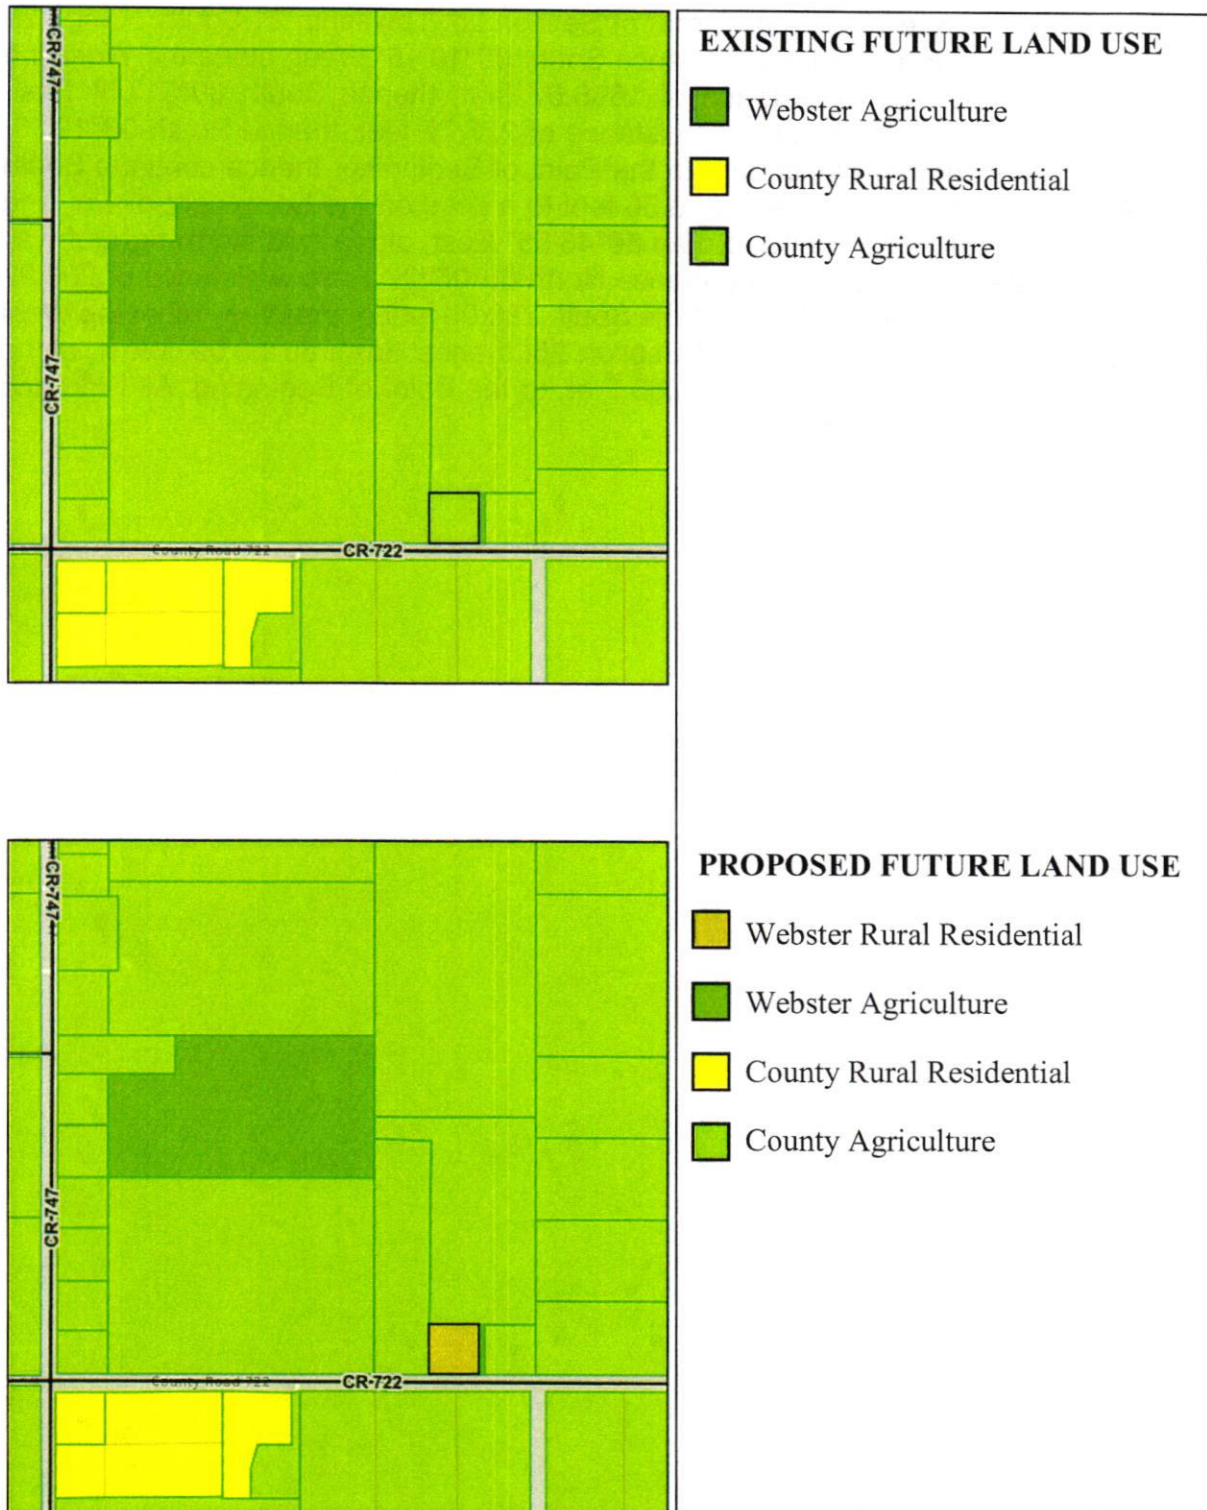 EXISTING FUTURE LAND USE
Webster Agriculture
County Rural Residential
County Agriculture
CR-747
CR-747
County Road 722
CR-722
PROPOSED FUTURE LAND USE
Webster Rural Residential
Webster Agriculture
County Rural Residential
County Agriculture
CR-747
CR-747
County Road 722
CR-722